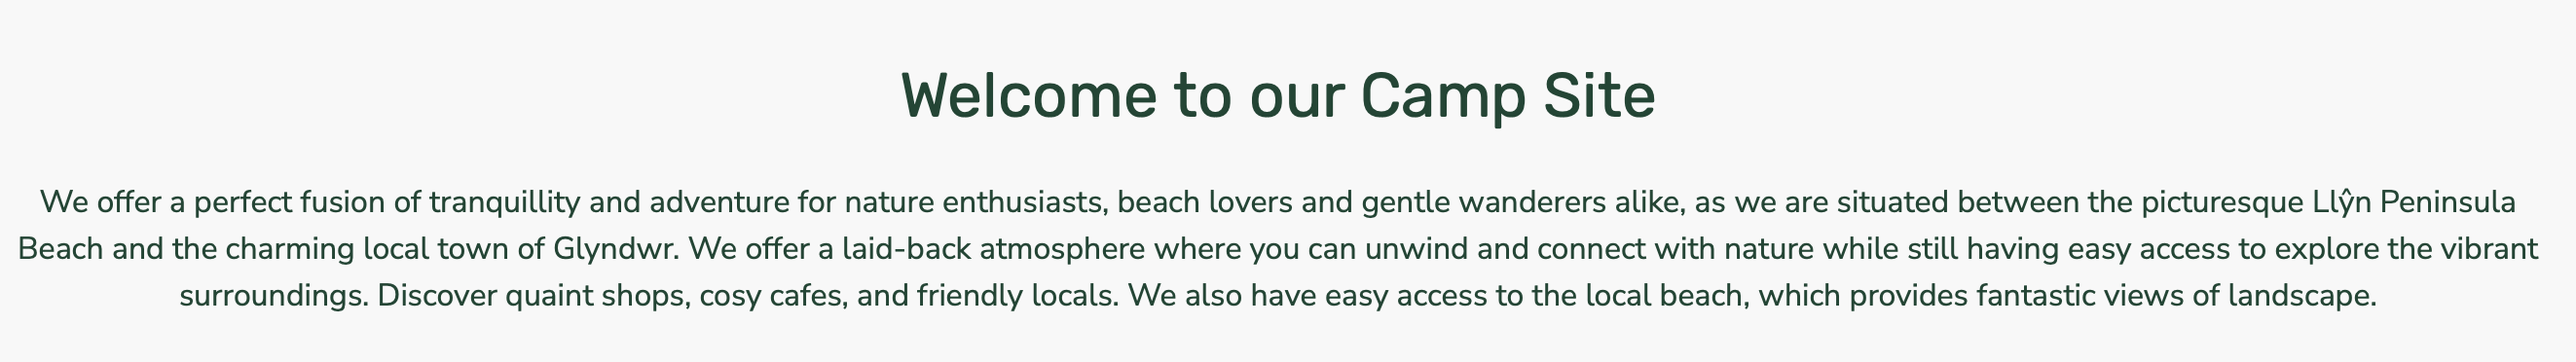 Welcome to our Camp Site
We offer a perfect fusion of tranquillity and adventure for nature enthusiasts, beach lovers and gentle wanderers alike, as we are situated between the picturesque Llŷn Peninsula
Beach and the charming local town of Glyndwr. We offer a laid-back atmosphere where you can unwind and connect with nature while still having easy access to explore the vibrant
surroundings. Discover quaint shops, cosy cafes, and friendly locals. We also have easy access to the local beach, which provides fantastic views of landscape.